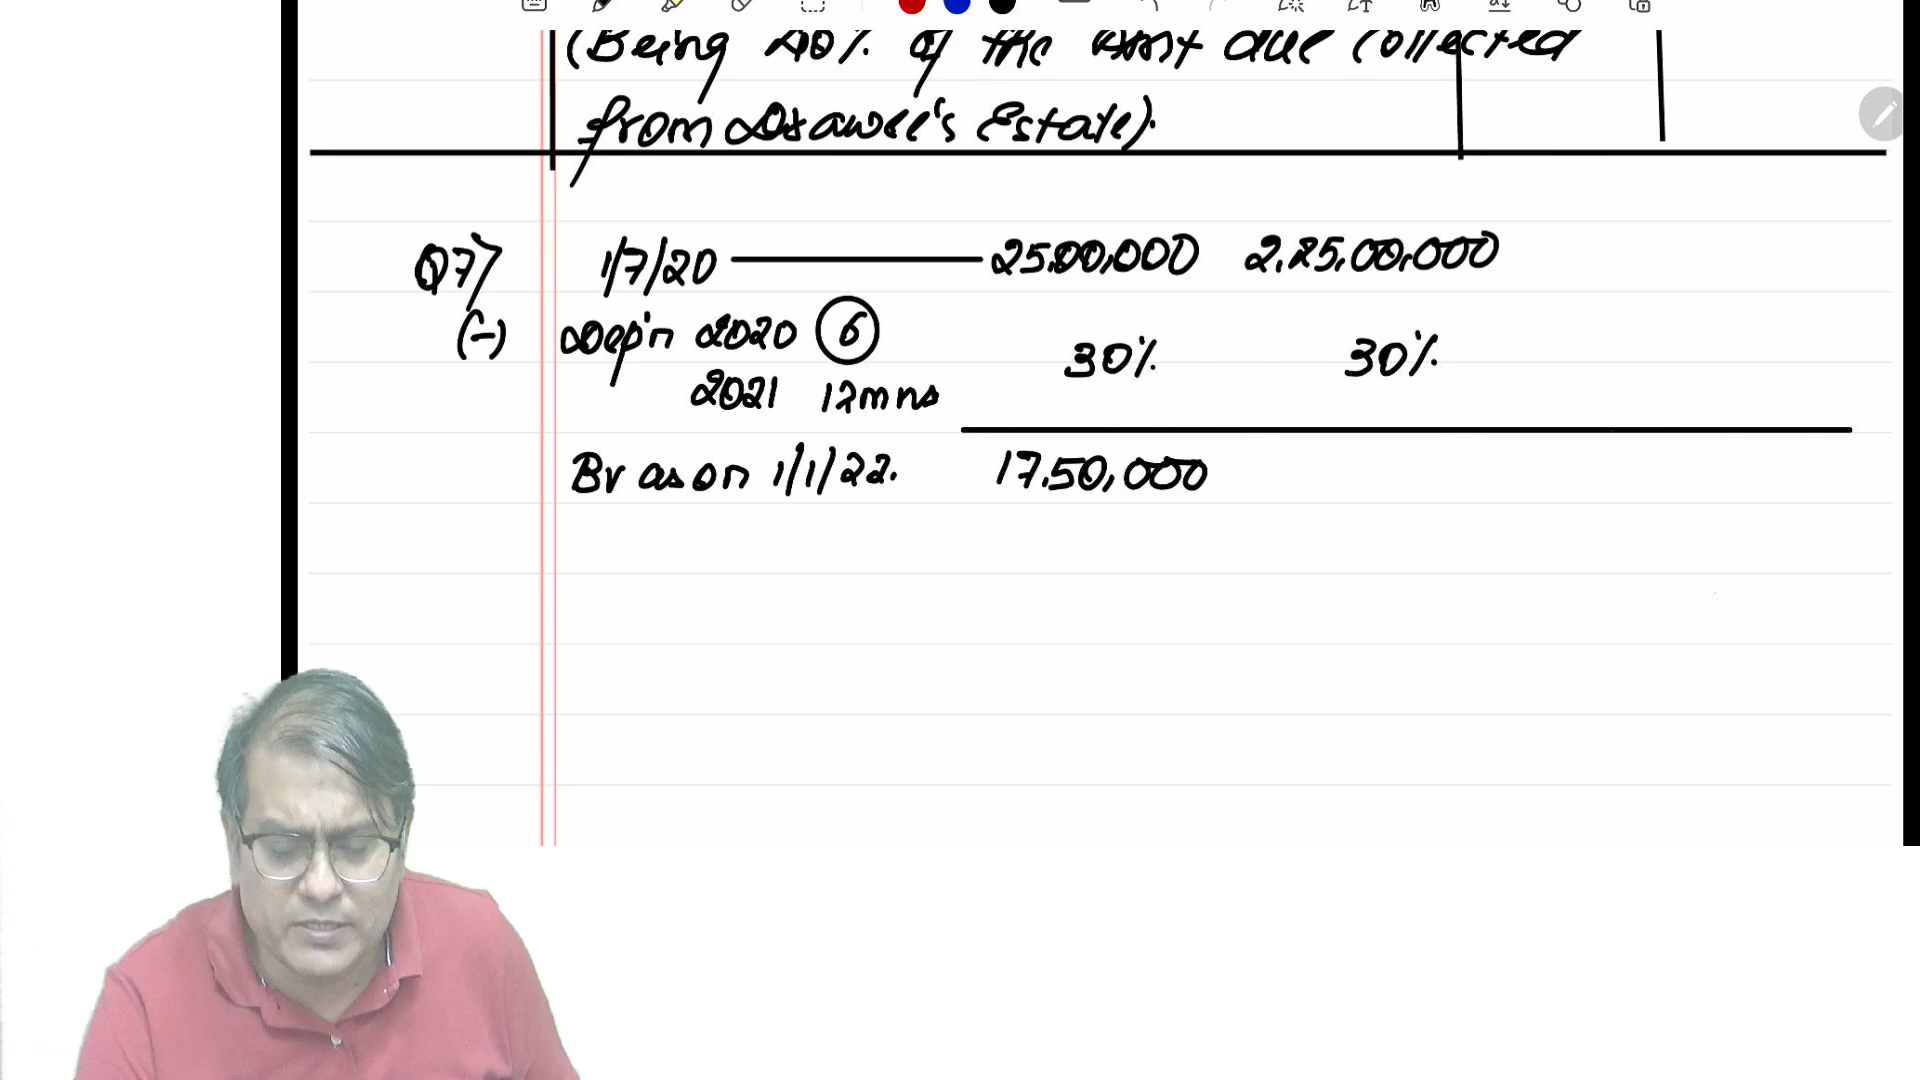 (Being 40% of the Amt due collected
from Drawee's Estate).
Q7) 1/7/20 25,00,000 2,25,00,000
(-) Dep'n 2020 6 30% 30%
2021 12mns
Bv as on 1/1/22. 17,50,000